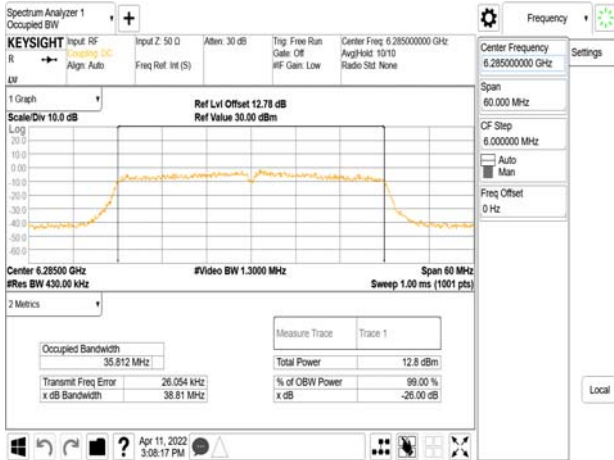 Spectrum Analyzer 1
Occupied BW
Frequency
KEYSIGHT
R
LXI
Input: RF
Coupling: DC
Align: Auto
Input Z: 50 Ω
Freq Ref: Int (S)
Atten: 30 dB
Trig: Free Run
Gate: Off
#IF Gain: Low
Center Freq: 6.285000000 GHz
Avg|Hold: 10/10
Radio Std: None
Center Frequency
6.285000000 GHz
Settings
Span
60.000 MHz
CF Step
6.000000 MHz
Auto
Man
Freq Offset
0 Hz
Local
1 Graph
Scale/Div 10.0 dB
Ref Lvl Offset 12.78 dB
Ref Value 30.00 dBm
Log
20.0
10.0
0.00
-10.0
-20.0
-30.0
-40.0
-50.0
-60.0
Center 6.28500 GHz
#Video BW 1.3000 MHz
Span 60 MHz
#Res BW 430.00 kHz
Sweep 1.00 ms (1001 pts)
2 Metrics
Measure Trace Trace 1
Occupied Bandwidth
35.812 MHz
Total Power 12.8 dBm
Transmit Freq Error 26.054 kHz
% of OBW Power 99.00 %
x dB Bandwidth 38.81 MHz
x dB -26.00 dB
Apr 11, 2022
3:08:17 PM